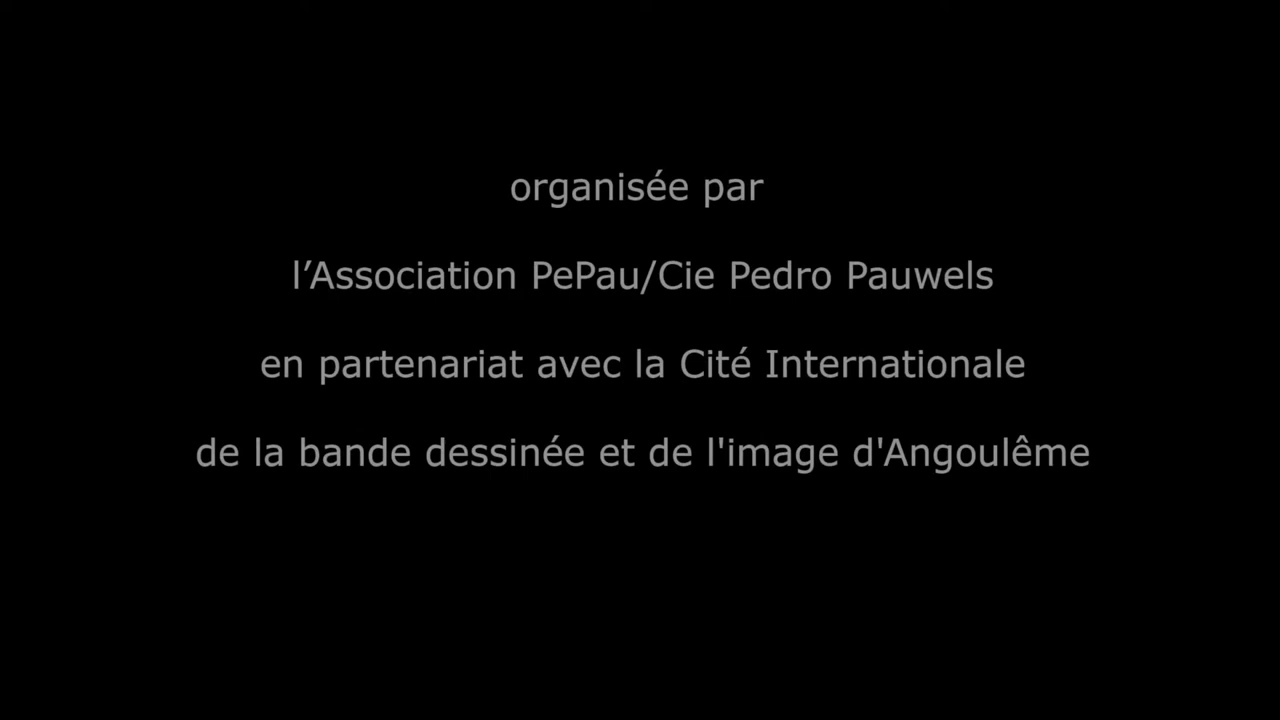 organisée par
l’Association PePau/Cie Pedro Pauwels
en partenariat avec la Cité Internationale
de la bande dessinée et de l'image d'Angoulême